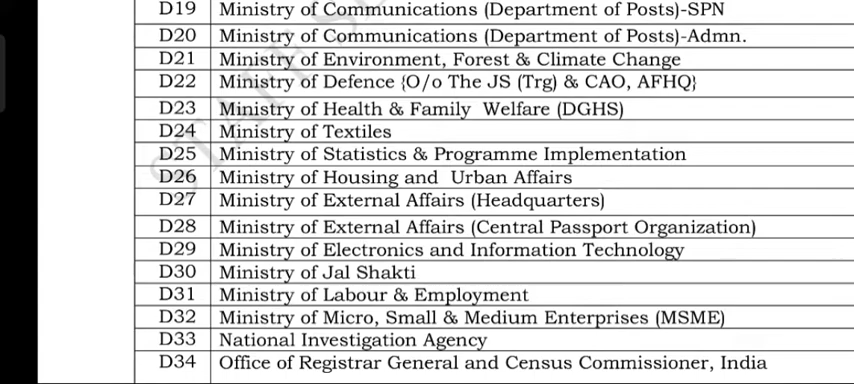 D19 Ministry of Communications (Department of Posts)-SPN
D20 Ministry of Communications (Department of Posts)-Admn.
D21 Ministry of Environment, Forest & Climate Change
D22 Ministry of Defence {O/o The JS (Trg) & CAO, AFHQ}
D23 Ministry of Health & Family Welfare (DGHS)
D24 Ministry of Textiles
D25 Ministry of Statistics & Programme Implementation
D26 Ministry of Housing and Urban Affairs
D27 Ministry of External Affairs (Headquarters)
D28 Ministry of External Affairs (Central Passport Organization)
D29 Ministry of Electronics and Information Technology
D30 Ministry of Jal Shakti
D31 Ministry of Labour & Employment
D32 Ministry of Micro, Small & Medium Enterprises (MSME)
D33 National Investigation Agency
D34 Office of Registrar General and Census Commissioner, India
STAFF